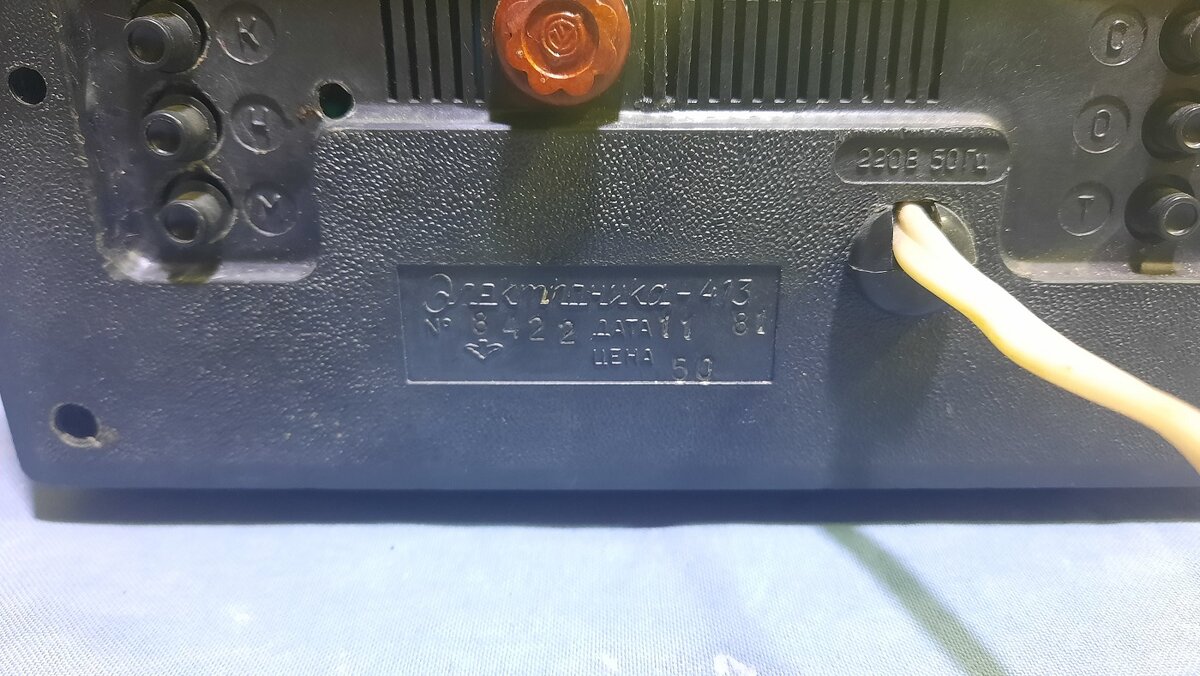 К
Н
У
С
О
Т
220В 50Гц
Электроника-413
№ 8422 ДАТА 11 81
ЦЕНА 50